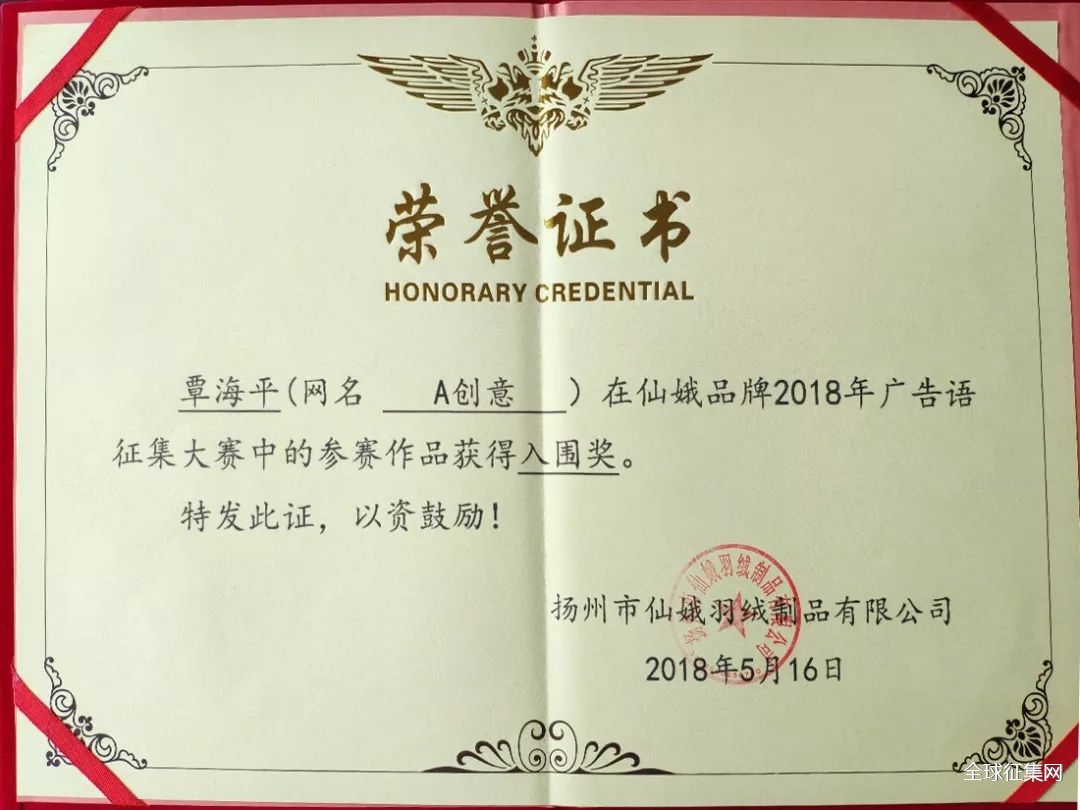 荣誉证书
HONORARY CREDENTIAL
覃海平(网名 A创意 ）在仙娥品牌2018年广告语
征集大赛中的参赛作品获得入围奖。
特发此证，以资鼓励！
扬州市仙娥羽绒制品有限公司
2018年5月16日
全球征集网